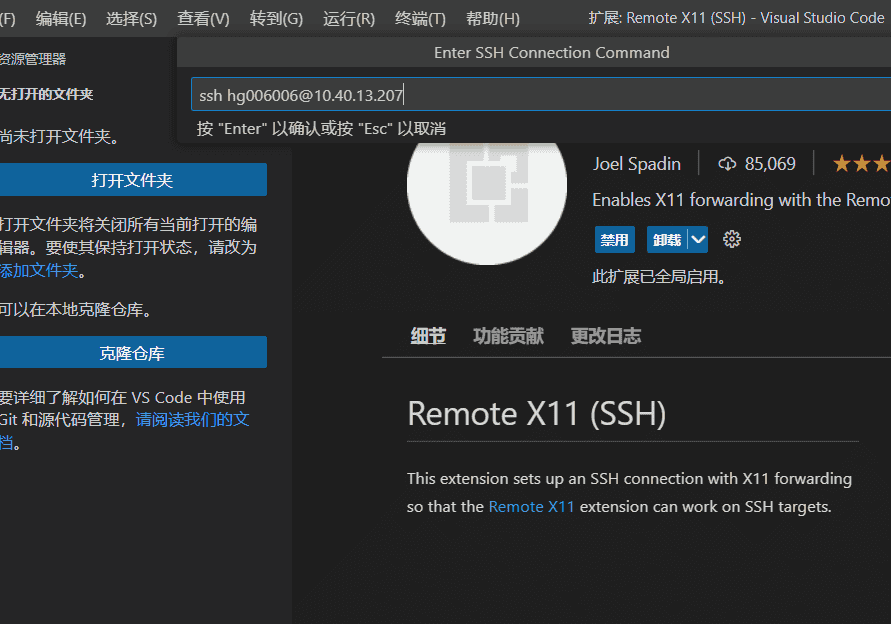 (F) 编辑(E) 选择(S) 查看(V) 转到(G) 运行(R) 终端(T) 帮助(H) 扩展: Remote X11 (SSH) - Visual Studio Code
Enter SSH Connection Command
ssh hg006006@10.40.13.207
按 "Enter" 以确认或按 "Esc" 以取消
资源管理器
无打开的文件夹
尚未打开文件夹。
打开文件夹
打开文件夹将关闭所有当前打开的编
辑器。要使其保持打开状态，请改为
添加文件夹。
可以在本地克隆仓库。
克隆仓库
要详细了解如何在 VS Code 中使用
Git 和源代码管理，请阅读我们的文
档。
Joel Spadin 85,069
Enables X11 forwarding with the Remo
禁用 卸载
此扩展已全局启用。
细节 功能贡献 更改日志
Remote X11 (SSH)
This extension sets up an SSH connection with X11 forwarding
so that the Remote X11 extension can work on SSH targets.